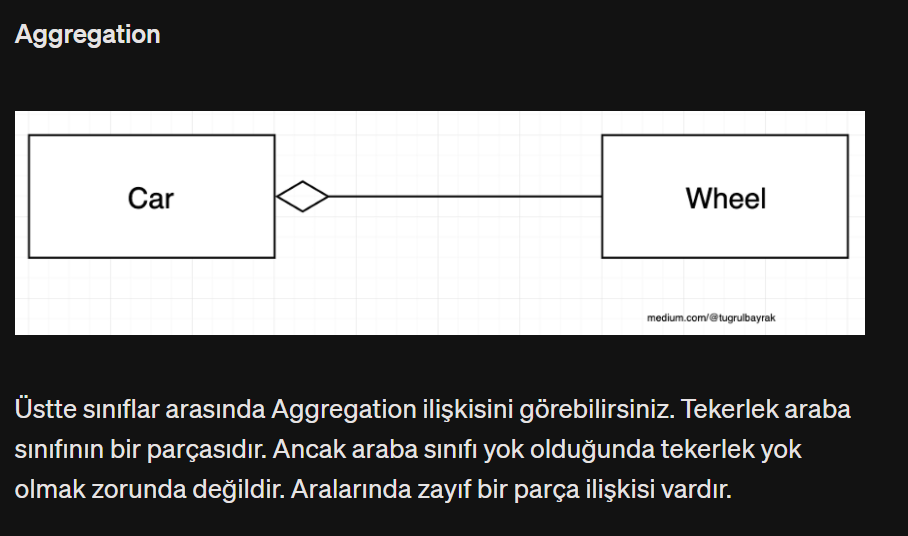 Aggregation
Car
Wheel
medium.com/@tugrulbayrak
Üstte sınıflar arasında Aggregation ilişkisini görebilirsiniz. Tekerlek araba
sınıfının bir parçasıdır. Ancak araba sınıfı yok olduğunda tekerlek yok
olmak zorunda değildir. Aralarında zayıf bir parça ilişkisi vardır.